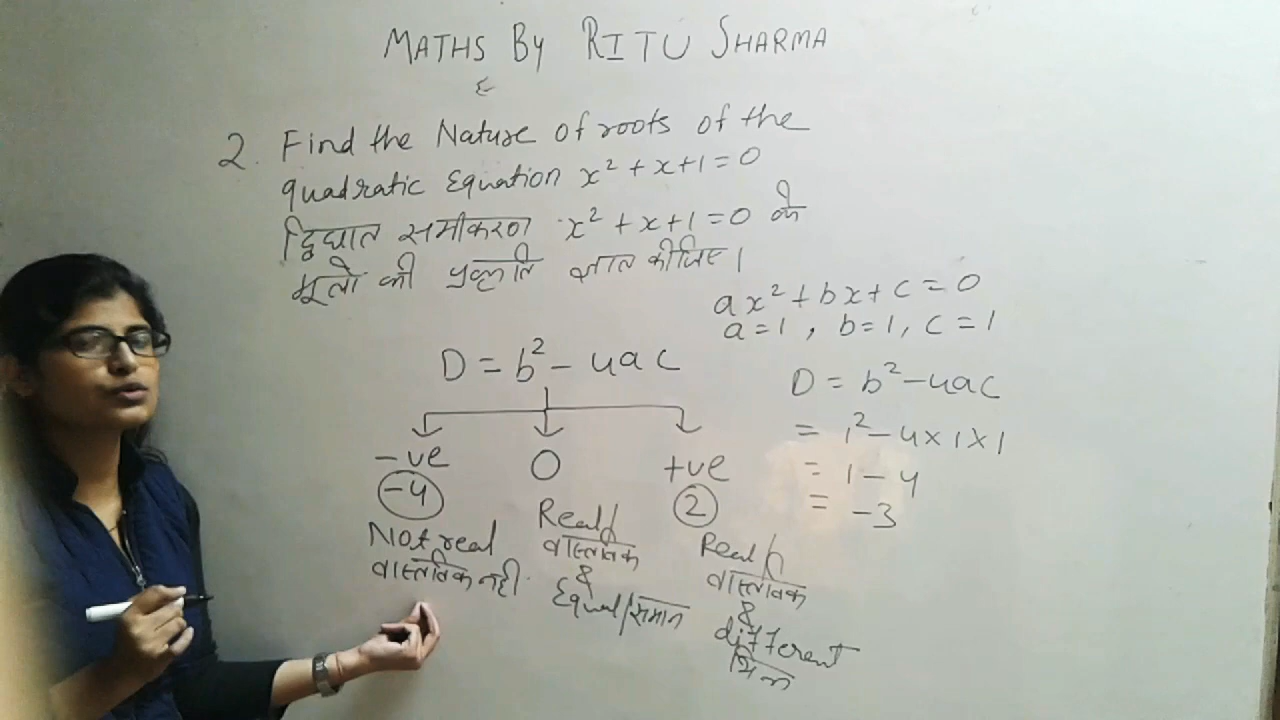 MATHS BY RITU SHARMA
2. Find the Nature of roots of the
quadratic Equation x² + x + 1 = 0
द्विघात समीकरण x² + x + 1 = 0 के
मूलो की प्रकृति ज्ञात कीजिए।
ax² + bx + c = 0
a = 1, b = 1, c = 1
D = b² - 4ac
-ve 0 +ve
-4 2
Not real
वास्तविक नही
Real/
वास्तविक
&
Equal/समान
Real/
वास्तविक
&
different
भिन्न
D = b² - 4ac
= 1² - 4 × 1 × 1
= 1 - 4
= -3